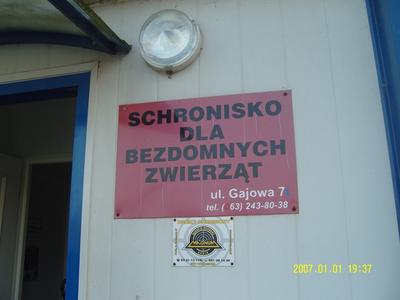 SCHRONISKO
DLA
BEZDOMNYCH
ZWIERZĄT
ul. Gajowa 7
tel. ( 63) 243-80-38
2007.01.01 19:37